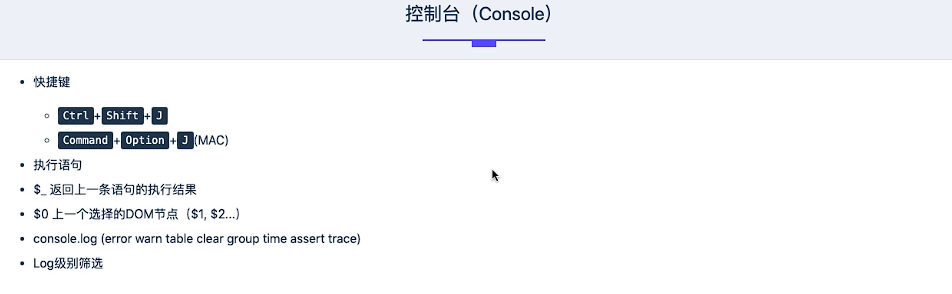 控制台（Console）
快捷键
Ctrl+Shift+J
Command+Option+J(MAC)
执行语句
$_ 返回上一条语句的执行结果
$0 上一个选择的DOM节点（$1, $2...）
console.log (error warn table clear group time assert trace)
Log级别筛选